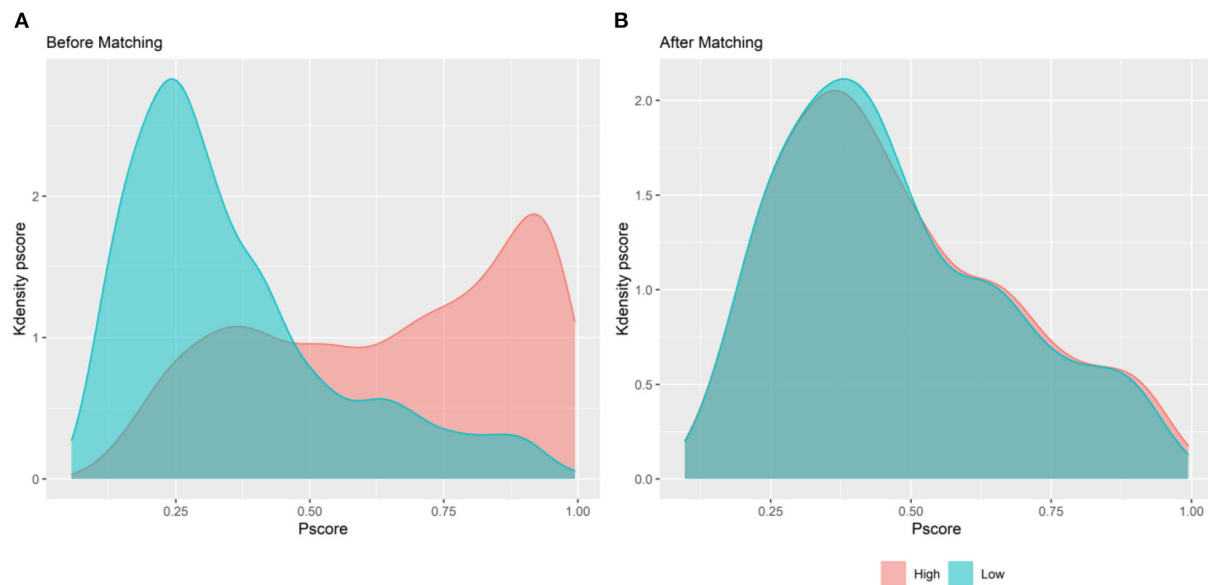 A
Before Matching
Kdensity pscore
2
1
0
0.25 0.50 0.75 1.00
Pscore
B
After Matching
Kdensity pscore
2.0
1.5
1.0
0.5
0.0
0.25 0.50 0.75 1.00
Pscore
High Low